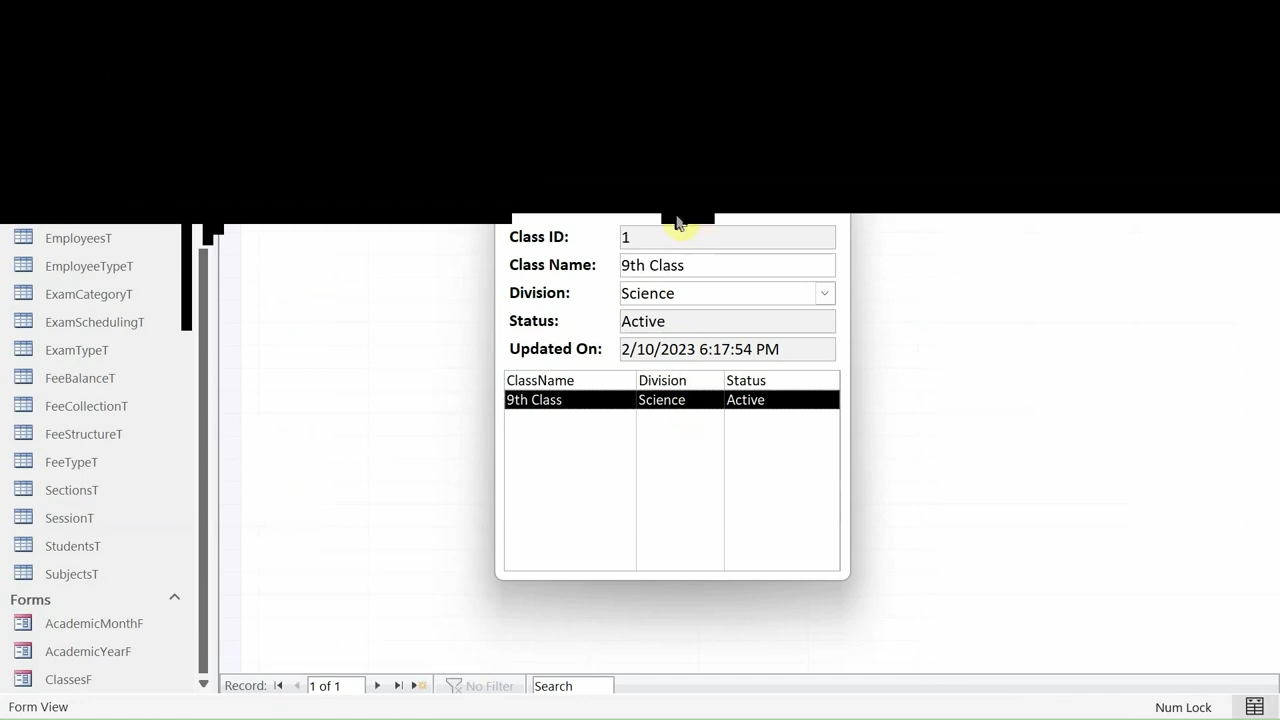 EmployeesT
EmployeeTypeT
ExamCategoryT
ExamSchedulingT
ExamTypeT
FeeBalanceT
FeeCollectionT
FeeStructureT
FeeTypeT
SectionsT
SessionT
StudentsT
SubjectsT
Forms
AcademicMonthF
AcademicYearF
ClassesF
Class ID: 1
Class Name: 9th Class
Division: Science
Status: Active
Updated On: 2/10/2023 6:17:54 PM
ClassName Division Status
9th Class Science Active
Record: 1 of 1 No Filter Search
Form View Num Lock